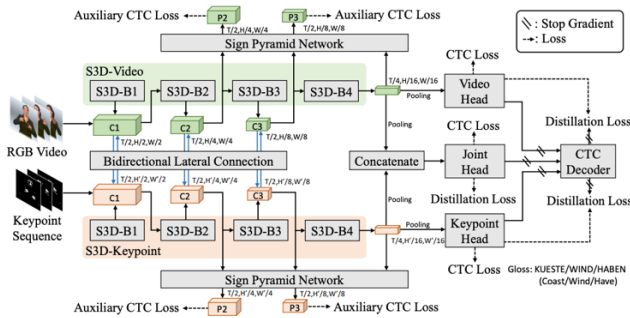 Auxiliary CTC Loss
P2
T/2,H/4,W/4
P3
T/2,H/8,W/8
Auxiliary CTC Loss
: Stop Gradient
: Loss
Sign Pyramid Network
S3D-Video
S3D-B1
S3D-B2
S3D-B3
S3D-B4
T/4,H/16,W/16
Pooling
CTC Loss
Video
Head
RGB Video
C1
T/2,H/2,W/2
C2
T/2,H/4,W/4
C3
T/2,H/8,W/8
Pooling
Distillation Loss
Bidirectional Lateral Connection
Concatenate
CTC Loss
Joint
Head
CTC
Decoder
Distillation Loss
Distillation Loss
Keypoint
Sequence
C1
T/2,H'/2,W'/2
C2
T/2,H'/4,W'/4
C3
T/2,H'/8,W'/8
Pooling
S3D-B1
S3D-B2
S3D-B3
S3D-B4
S3D-Keypoint
Pooling
T/4,H'/16,W'/16
Keypoint
Head
CTC Loss
Gloss: KUESTE/WIND/HABEN
(Coast/Wind/Have)
Sign Pyramid Network
Auxiliary CTC Loss
P2
T/2,H'/4,W'/4
P3
T/2,H'/8,W'/8
Auxiliary CTC Loss